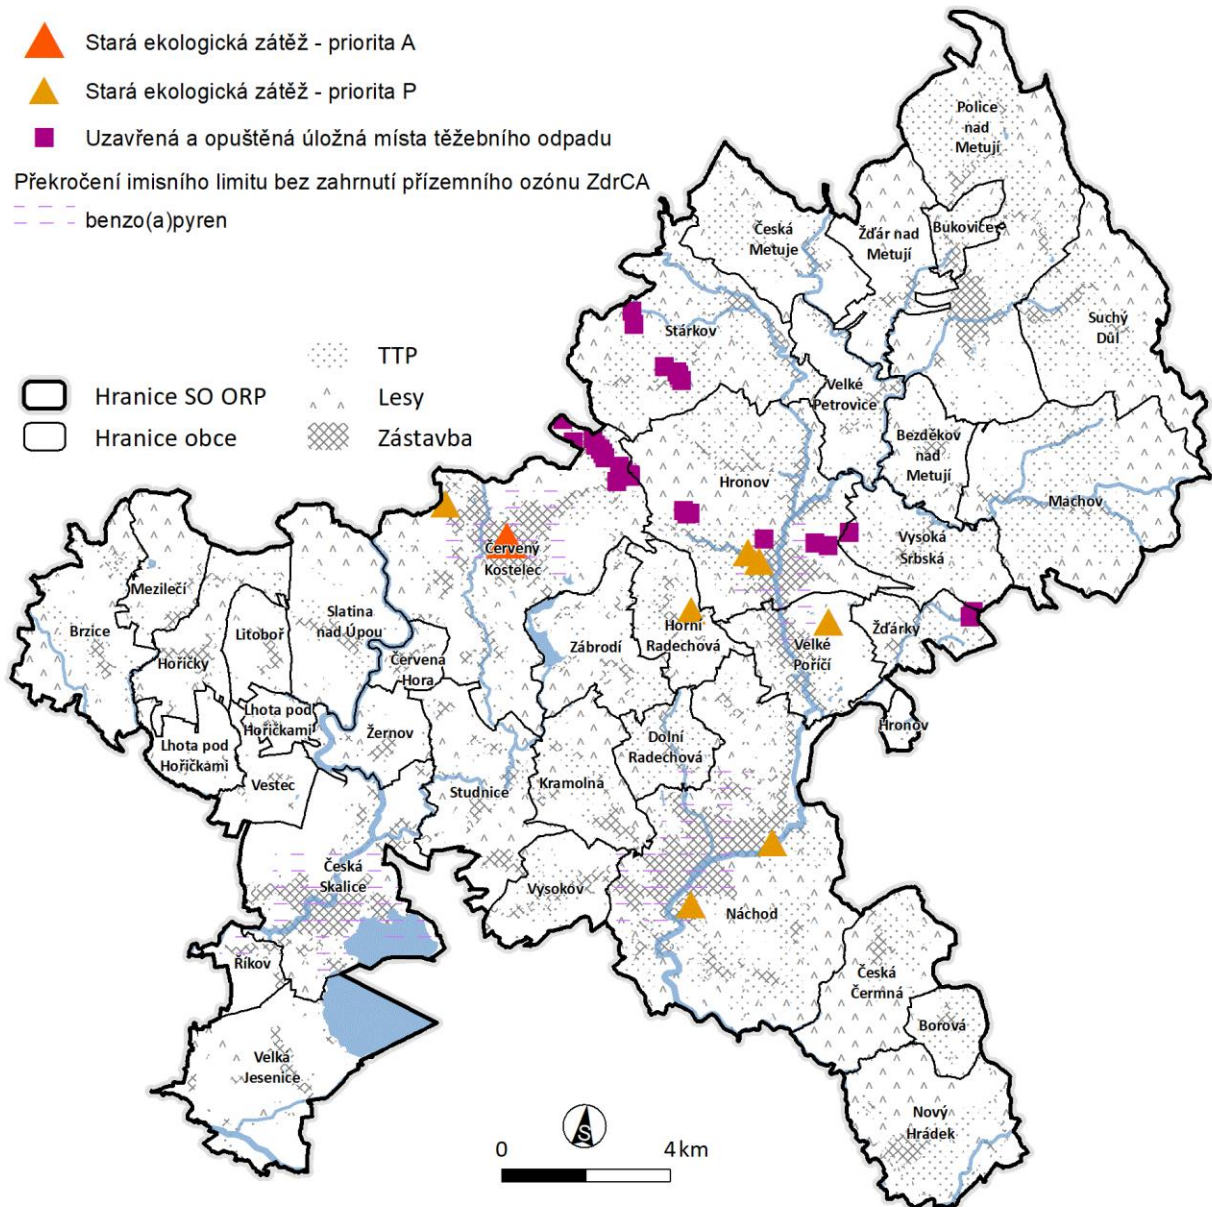 Stará ekologická zátěž - priorita A
Stará ekologická zátěž - priorita P
Uzavřená a opuštěná úložná místa těžebního odpadu
Překročení imisního limitu bez zahrnutí přízemního ozónu ZdrCA
benzo(a)pyren
TTP
Hranice SO ORP
Lesy
Hranice obce
Zástavba
Police
nad
Metují
Česká
Metuje
Žďár nad
Metují
Bukovice
Stárkov
Suchý
Důl
Velké
Petrovice
Bezděkov
nad
Metují
Hronov
Machov
Vysoká
Srbská
Červený
Kostelec
Mezilečí
Brzice
Litoboř
Slatina
nad Úpou
Hořičky
Červená
Hora
Zábrodí
Horní
Radechová
Velké
Poříčí
Žďárky
Lhota pod
Hořičkami
Lhota pod
Hořičkami
Žernov
Dolní
Radechová
Hronov
Vestec
Studnice
Kramolná
Česká
Skalice
Vysokov
Náchod
Říkov
Česká
Čermná
Borová
Velká
Jesenice
Nový
Hrádek
S
0 4 km